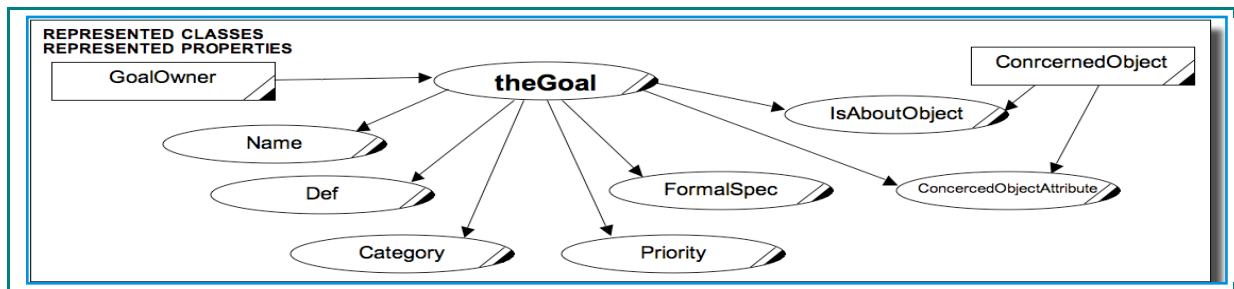 REPRESENTED CLASSES
REPRESENTED PROPERTIES
GoalOwner
theGoal
ConrcernedObject
IsAboutObject
Name
Def
FormalSpec
ConcercedObjectAttribute
Category
Priority